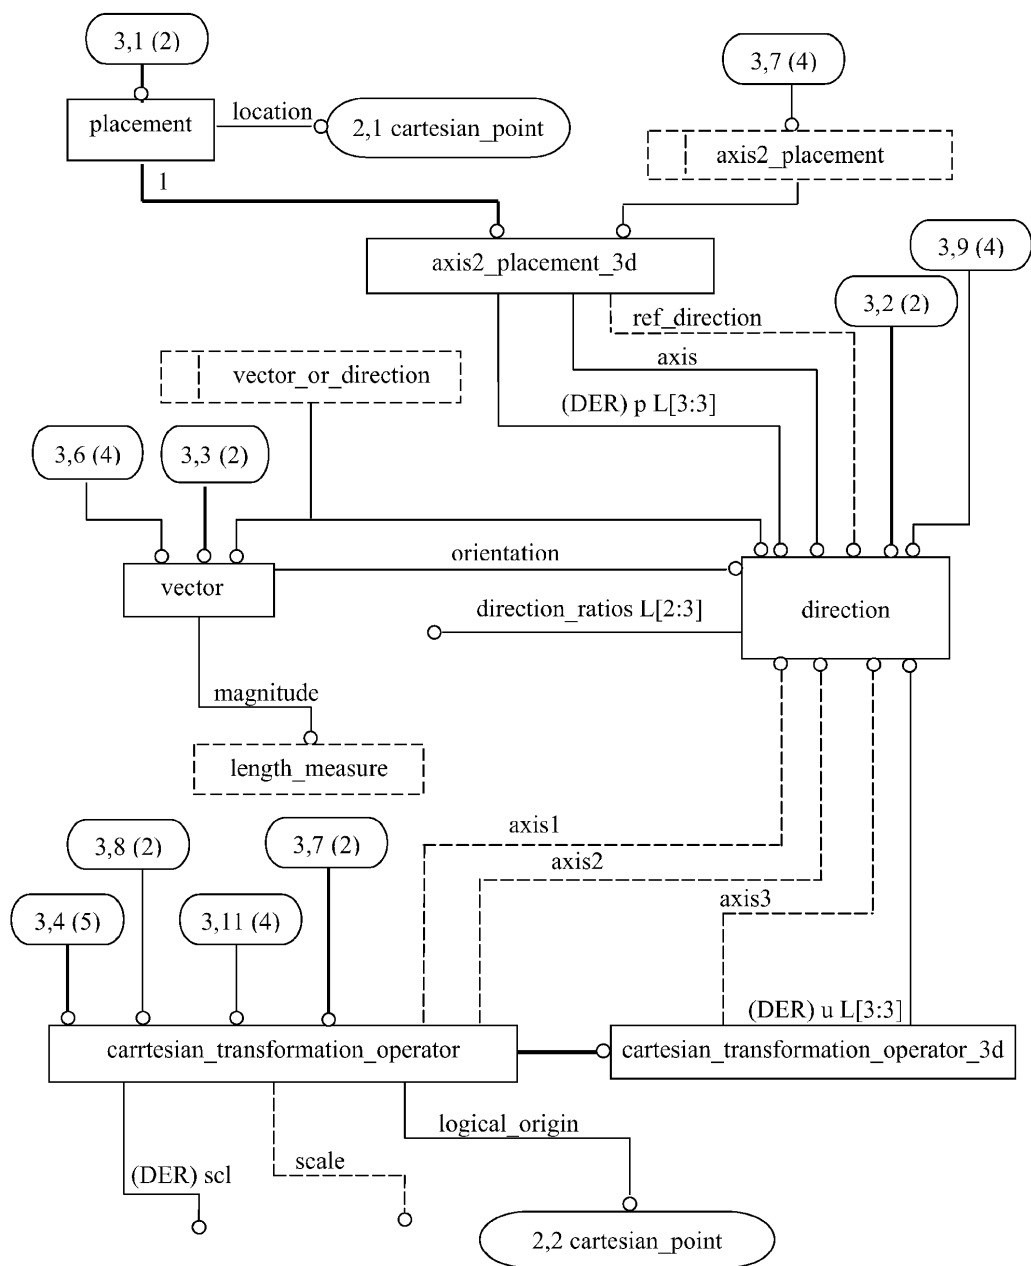 3,1 (2)
3,7 (4)
placement
location
2,1 cartesian_point
axis2_placement
1
3,9 (4)
axis2_placement_3d
3,2 (2)
ref_direction
vector_or_direction
axis
(DER) p L[3:3]
3,6 (4)
3,3 (2)
orientation
vector
direction_ratios L[2:3]
direction
magnitude
length_measure
axis1
3,8 (2)
3,7 (2)
axis2
axis3
3,4 (5)
3,11 (4)
(DER) u L[3:3]
carrtesian_transformation_operator
cartesian_transformation_operator_3d
logical_origin
scale
(DER) scl
2,2 cartesian_point